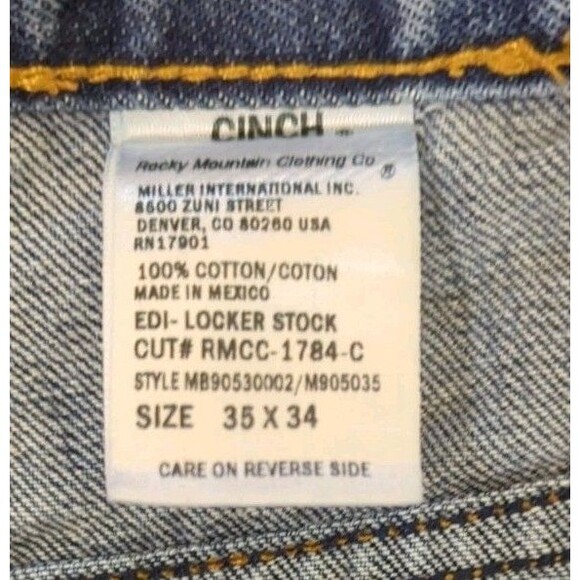 CINCH
Rocky Mountain Clothing Co ®
MILLER INTERNATIONAL INC.
8500 ZUNI STREET
DENVER, CO 80260 USA
RN17901
100% COTTON/COTON
MADE IN MEXICO
EDI- LOCKER STOCK
CUT# RMCC-1784-C
STYLE MB90530002/M905035
SIZE 35 X 34
CARE ON REVERSE SIDE